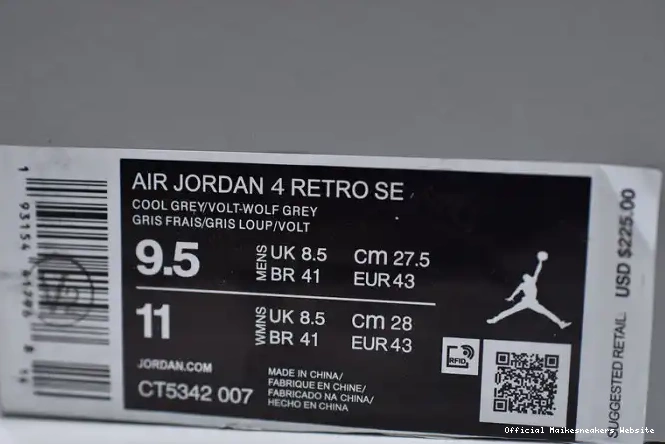 AIR JORDAN 4 RETRO SE
COOL GREY/VOLT-WOLF GREY
GRIS FRAIS/GRIS LOUP/VOLT
9.5 MENS UK 8.5 cm 27.5
BR 41 EUR 43
11 WMNS UK 8.5 cm 28
BR 41 EUR 43
JORDAN.COM
CT5342 007
MADE IN CHINA/
FABRIQUE EN CHINE/
FABRICADO NA CHINA/
HECHO EN CHINA
RFID
SUGGESTED RETAIL USD $225.00
Official Maikesneakers Website